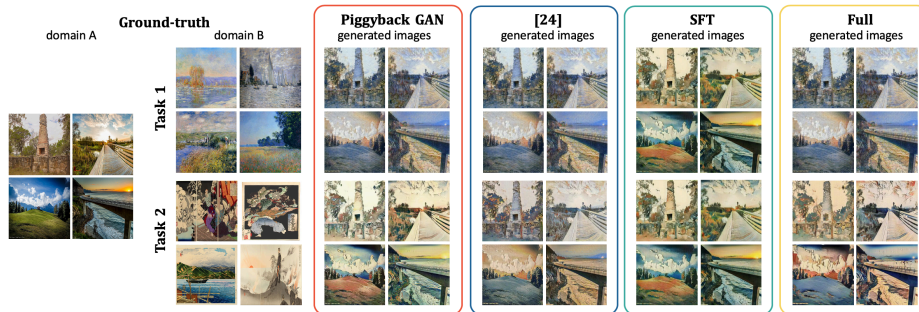 Ground-truth
domain A
domain B
Piggyback GAN
generated images
[24]
generated images
SFT
generated images
Full
generated images
Task 1
Task 2